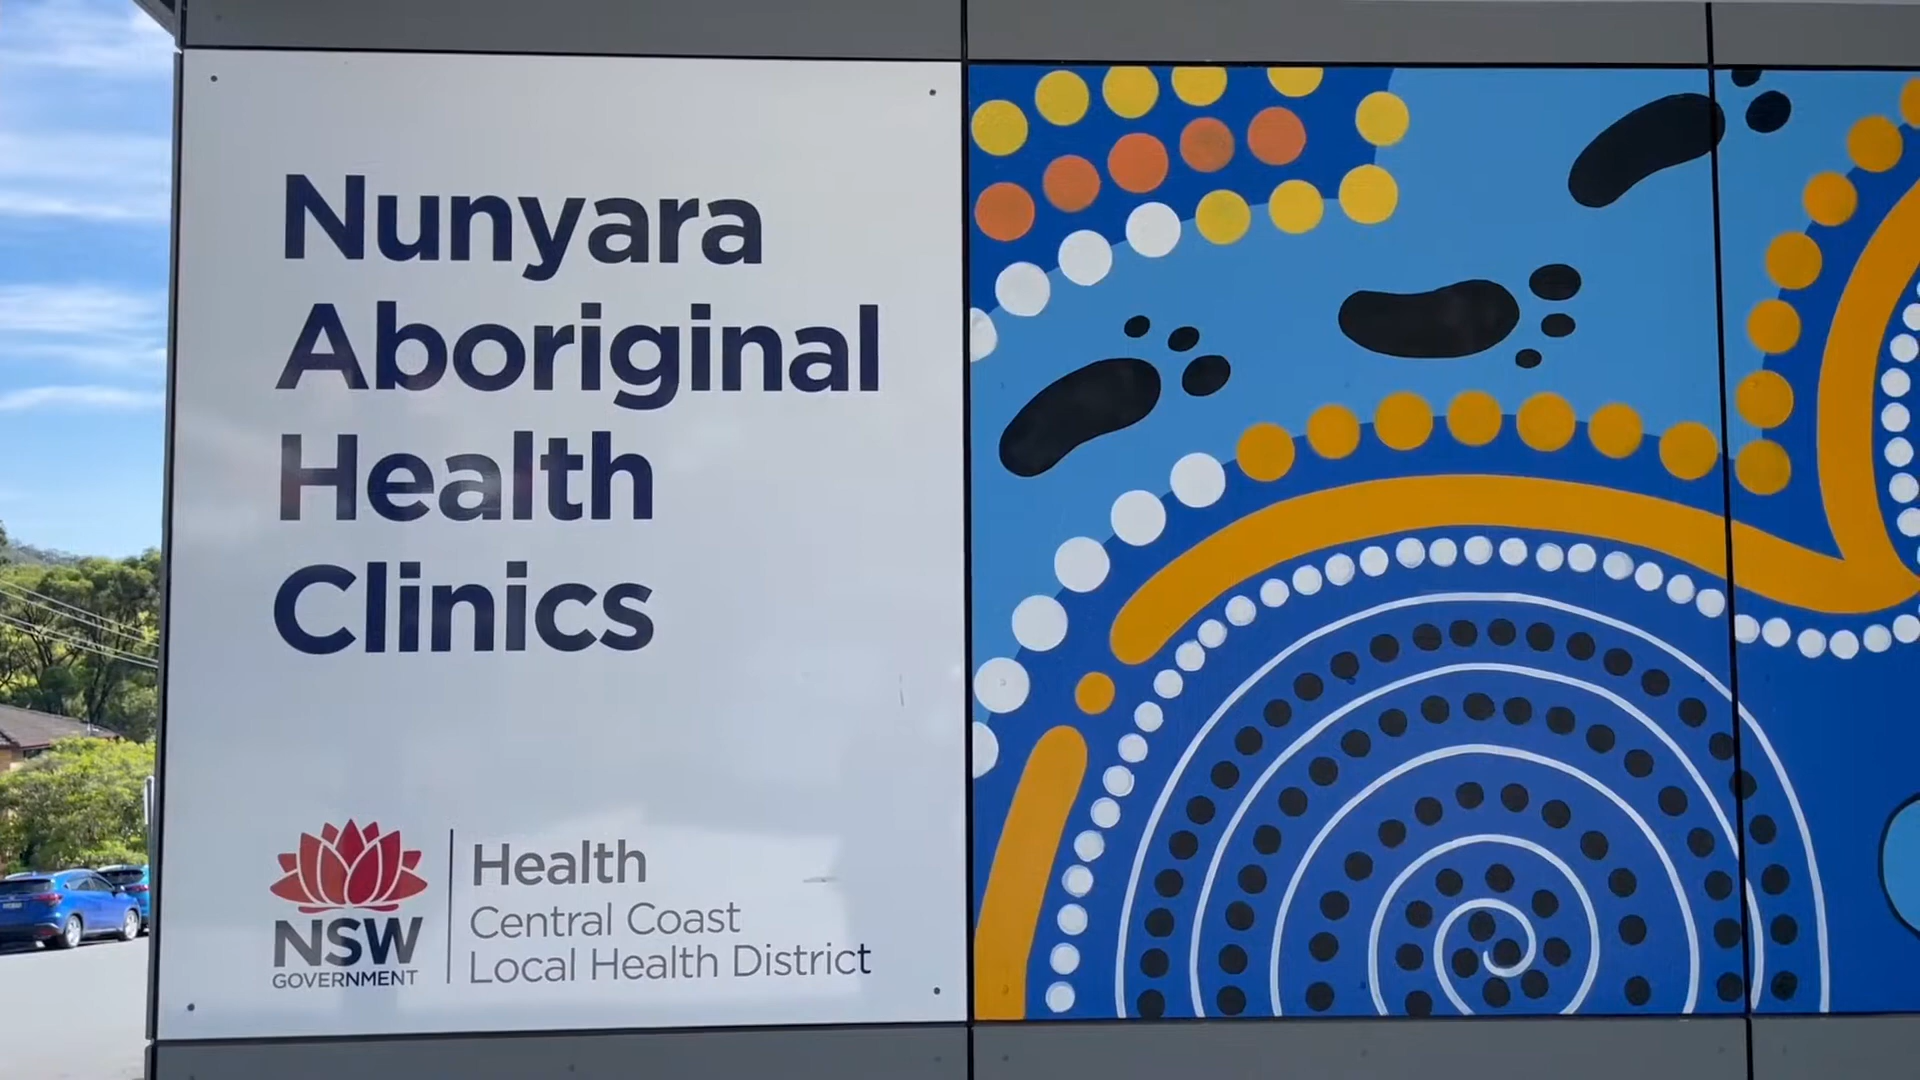 Nunyara
Aboriginal
Health
Clinics
NSW
GOVERNMENT
Health
Central Coast
Local Health District